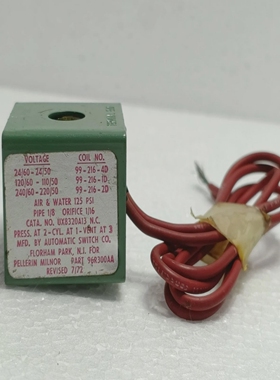 VOLTAGE COIL NO.
24/60 - 24/50 99-216-4D
120/60 - 110/50 99-216-1D
240/60 - 220/50 99-216-2D
AIR & WATER 125 PSI
PIPE 1/8 ORIFICE 1/16
CATA. NO. UX8320A13 N.C.
PRESS. AT 2-CYL. AT 1-VENT AT 3
MFD. BY AUTOMATIC SWITCH CO.
FLORHAM PARK, N.J. FOR
PELLERIN MILNOR PART 96R300AA
REVISED 7/72